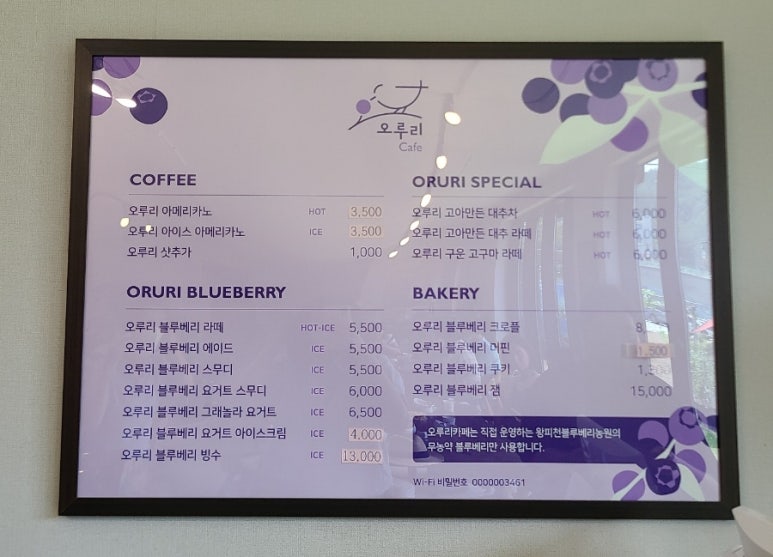 오루리
Cafe
COFFEE
오루리 아메리카노 HOT 3,500
오루리 아이스 아메리카노 ICE 3,500
오루리 샷추가 1,000
ORURI BLUEBERRY
오루리 블루베리 라떼 HOT·ICE 5,500
오루리 블루베리 에이드 ICE 5,500
오루리 블루베리 스무디 ICE 5,500
오루리 블루베리 요거트 스무디 ICE 6,000
오루리 블루베리 그래놀라 요거트 ICE 6,500
오루리 블루베리 요거트 아이스크림 ICE 4,000
오루리 블루베리 빙수 ICE 13,000
ORURI SPECIAL
오루리 고아만든 대추차 HOT 6,000
오루리 고아만든 대추 라떼 HOT 6,000
오루리 구운 고구마 라떼 HOT 6,000
BAKERY
오루리 블루베리 크로플
오루리 블루베리 머핀 1,500
오루리 블루베리 쿠키
오루리 블루베리 잼 15,000
오루리카페는 직접 운영하는 왕피천블루베리농원의
무농약 블루베리만 사용합니다.
Wi-Fi 비밀번호 0000003461